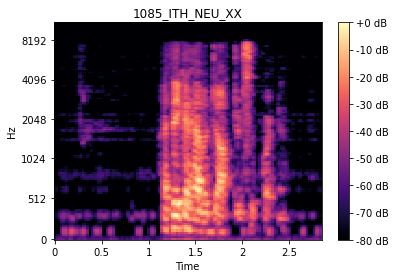 1085_ITH_NEU_XX
+0 dB
8192
-10 dB
4096
-20 dB
-30 dB
2048
Hz
-40 dB
1024
-50 dB
-60 dB
512
-70 dB
0
-80 dB
0 0.5 1 1.5 2 2.5
Time